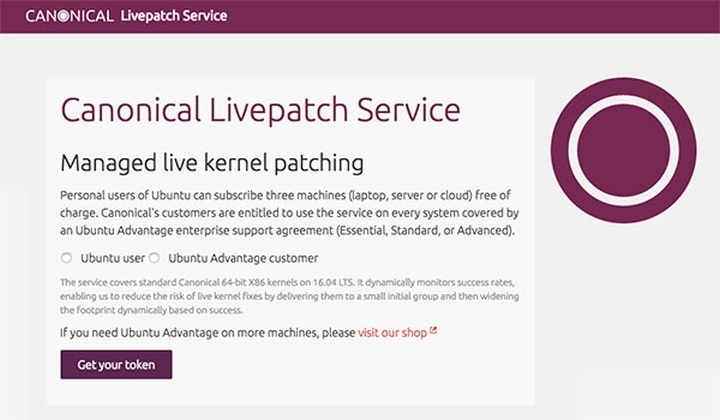 CANONICAL Livepatch Service
Canonical Livepatch Service
Managed live kernel patching
Personal users of Ubuntu can subscribe three machines (laptop, server or cloud) free of
charge. Canonical's customers are entitled to use the service on every system covered by
an Ubuntu Advantage enterprise support agreement (Essential, Standard, or Advanced).
Ubuntu user Ubuntu Advantage customer
The service covers standard Canonical 64-bit X86 kernels on 16.04 LTS. It dynamically monitors success rates,
enabling us to reduce the risk of live kernel fixes by delivering them to a small initial group and then widening
the footprint dynamically based on success.
If you need Ubuntu Advantage on more machines, please visit our shop
Get your token